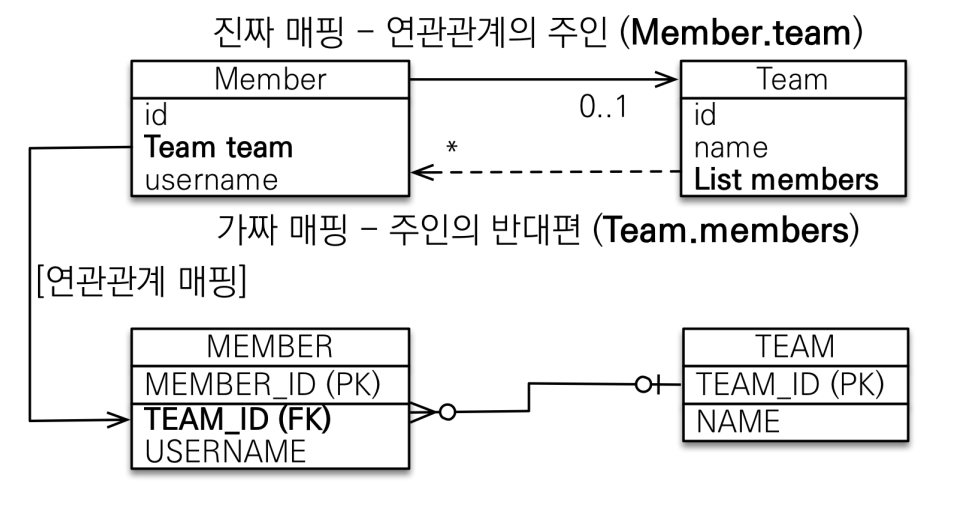 진짜 매핑 - 연관관계의 주인 (Member.team)
Member
id
Team team
username
0..1
*
Team
id
name
List members
가짜 매핑 - 주인의 반대편 (Team.members)
[연관관계 매핑]
MEMBER
MEMBER_ID (PK)
TEAM_ID (FK)
USERNAME
TEAM
TEAM_ID (PK)
NAME